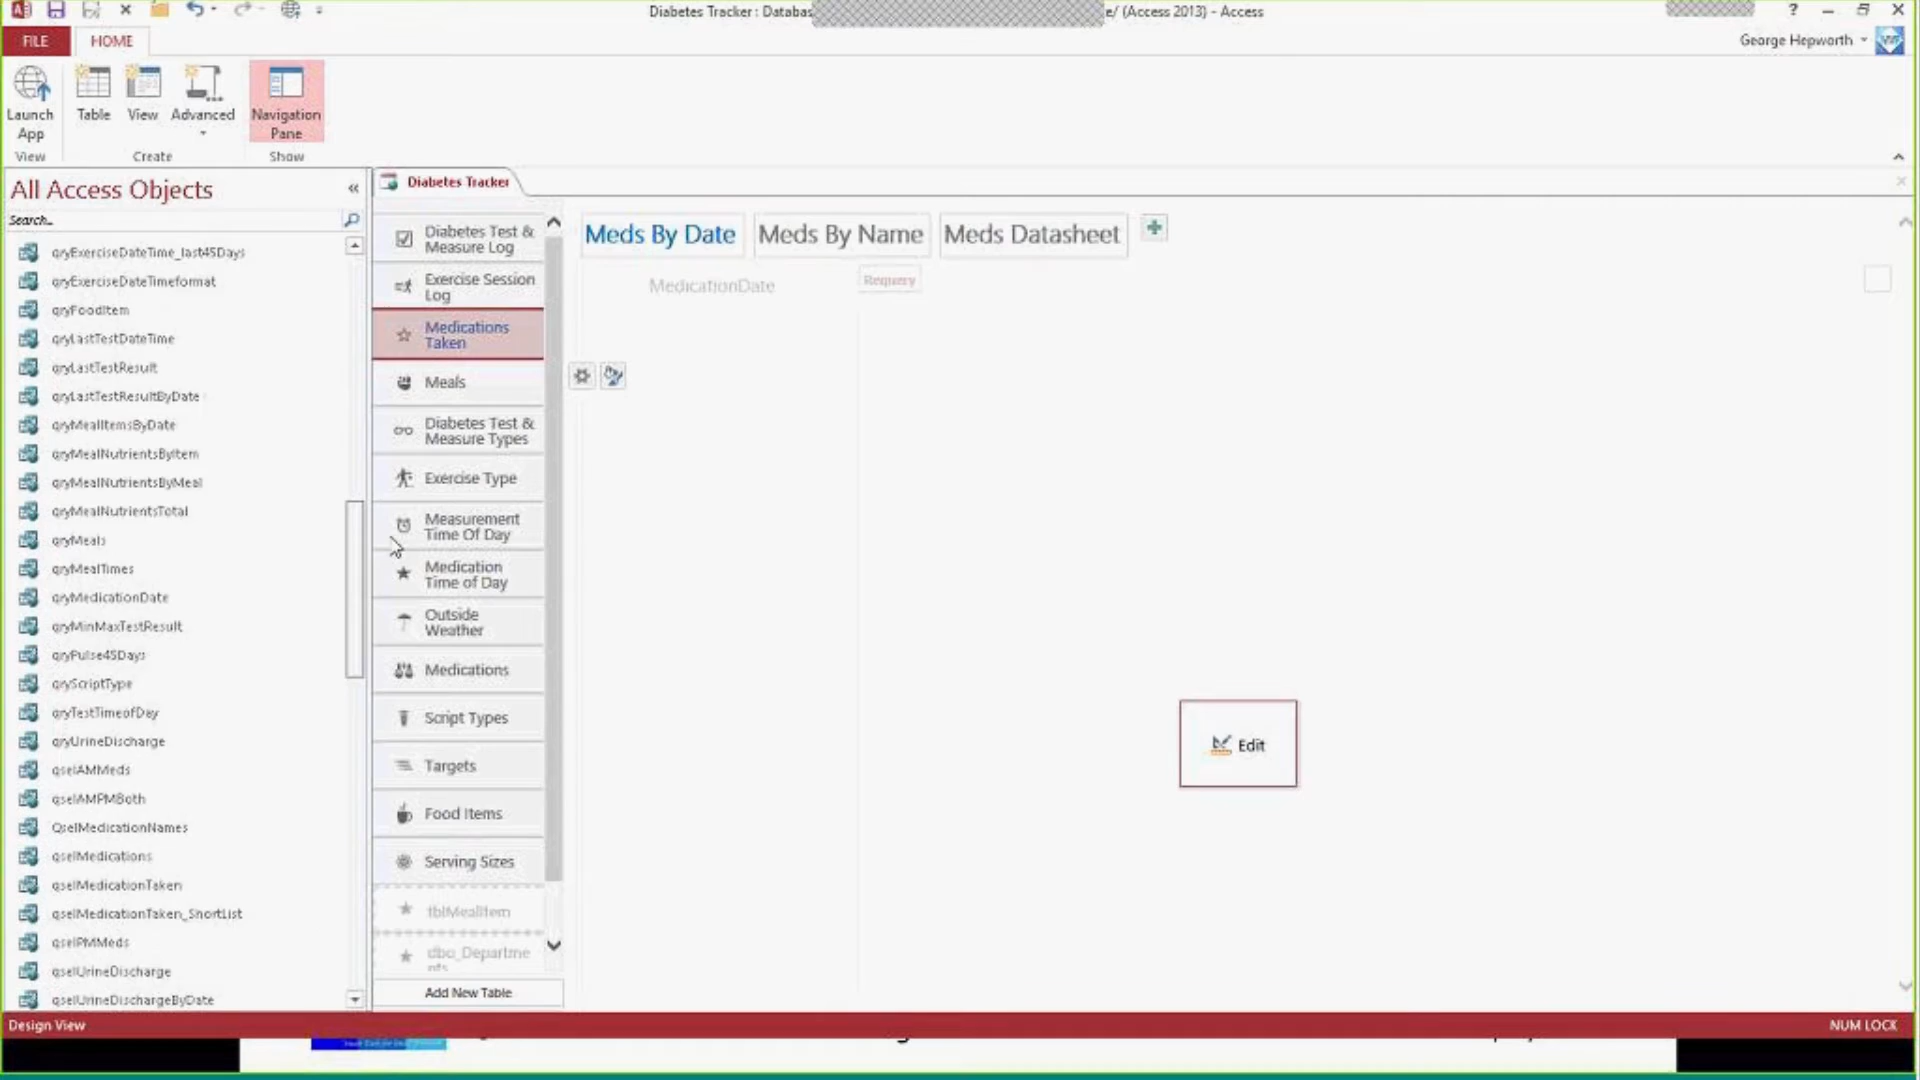 Diabetes Tracker : Databas
e/ (Access 2013) - Access
?
FILE
HOME
George Hepworth
Launch
App
Table
View
Advanced
Navigation
Pane
View
Create
Show
All Access Objects
«
Search...
qryExerciseDateTime_last45Days
qryExerciseDateTimeformat
qryFoodItem
qryLastTestDateTime
qryLastTestResult
qryLastTestResultByDate
qryMealItemsByDate
qryMealNutrientsByItem
qryMealNutrientsByMeal
qryMealNutrientsTotal
qryMeals
qryMealTimes
qryMedicationDate
qryMinMaxTestResult
qryPulse45Days
qryScriptType
qryTestTimeofDay
qryUrineDischarge
qselAMMeds
qselAMPMBoth
QselMedicationNames
qselMedications
qselMedicationTaken
qselMedicationTaken_ShortList
qselPMMeds
qselUrineDischarge
qselUrineDischargeByDate
Diabetes Tracker
Diabetes Test &
Measure Log
Exercise Session
Log
Medications
Taken
Meals
Diabetes Test &
Measure Types
Exercise Type
Measurement
Time Of Day
Medication
Time of Day
Outside
Weather
Medications
Script Types
Targets
Food Items
Serving Sizes
tblMealItem
dbo_Departme
nts
Add New Table
Meds By Date
Meds By Name
Meds Datasheet
MedicationDate
Requery
Edit
Design View
NUM LOCK